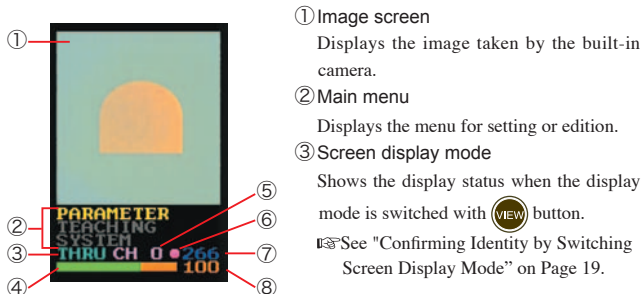 ①
②
③
④
⑤
⑥
⑦
⑧
PARAMETER
TEACHING
SYSTEM
THRU CH 0 266
100
①Image screen
Displays the image taken by the built-in
camera.
②Main menu
Displays the menu for setting or edition.
③Screen display mode
Shows the display status when the display
mode is switched with VIEW button.
☞See "Confirming Identity by Switching
Screen Display Mode” on Page 19.